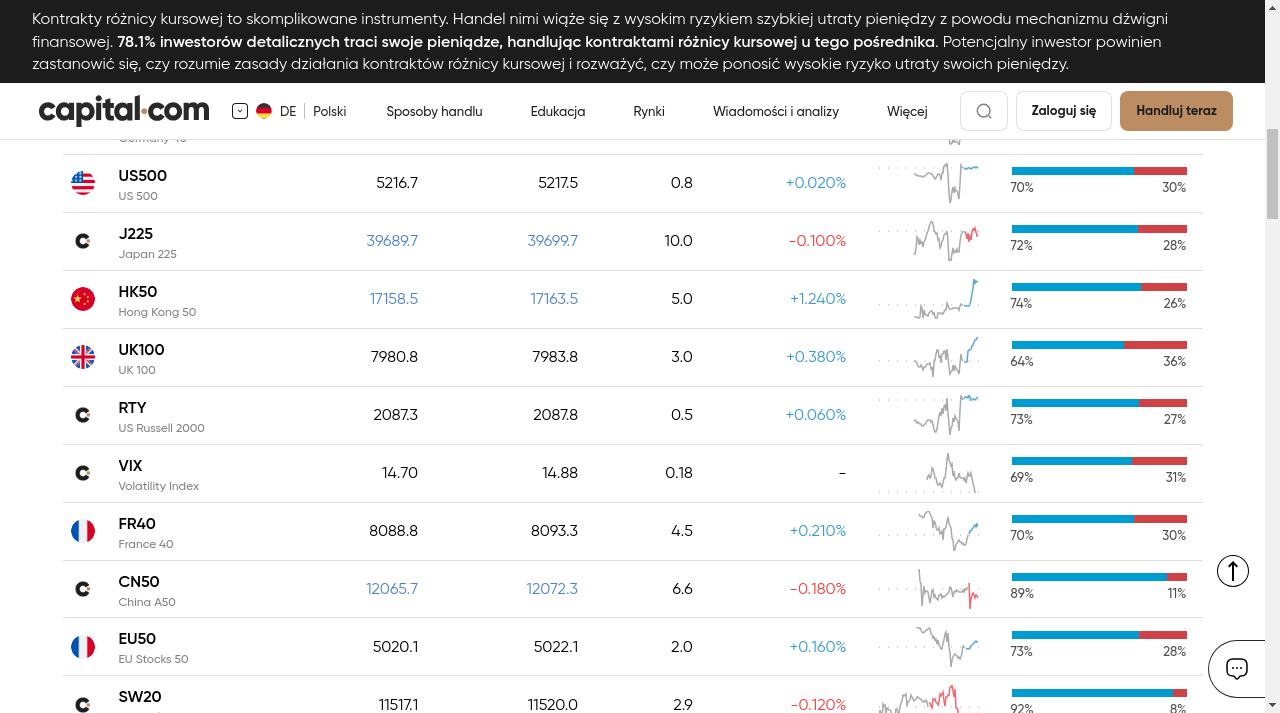 Kontrakty różnicy kursowej to skomplikowane instrumenty. Handel nimi wiąże się z wysokim ryzykiem szybkiej utraty pieniędzy z powodu mechanizmu dźwigni
finansowej. 78.1% inwestorów detalicznych traci swoje pieniądze, handlując kontraktami różnicy kursowej u tego pośrednika. Potencjalny inwestor powinien
zastanowić się, czy rozumie zasady działania kontraktów różnicy kursowej i rozważyć, czy może ponosić wysokie ryzyko utraty swoich pieniędzy.
capital.com DE Polski Sposoby handlu Edukacja Rynki Wiadomości i analizy Więcej Zaloguj się Handluj teraz
Germany 40
US500 5216.7 5217.5 0.8 +0.020%
US 500 70% 30%
J225 39689.7 39699.7 10.0 -0.100%
Japan 225 72% 28%
HK50 17158.5 17163.5 5.0 +1.240%
Hong Kong 50 74% 26%
UK100 7980.8 7983.8 3.0 +0.380%
UK 100 64% 36%
RTY 2087.3 2087.8 0.5 +0.060%
US Russell 2000 73% 27%
VIX 14.70 14.88 0.18 -
Volatility Index 69% 31%
FR40 8088.8 8093.3 4.5 +0.210%
France 40 70% 30%
CN50 12065.7 12072.3 6.6 -0.180%
China A50 89% 11%
EU50 5020.1 5022.1 2.0 +0.160%
EU Stocks 50 73% 28%
SW20 11517.1 11520.0 2.9 -0.120%
92% 8%